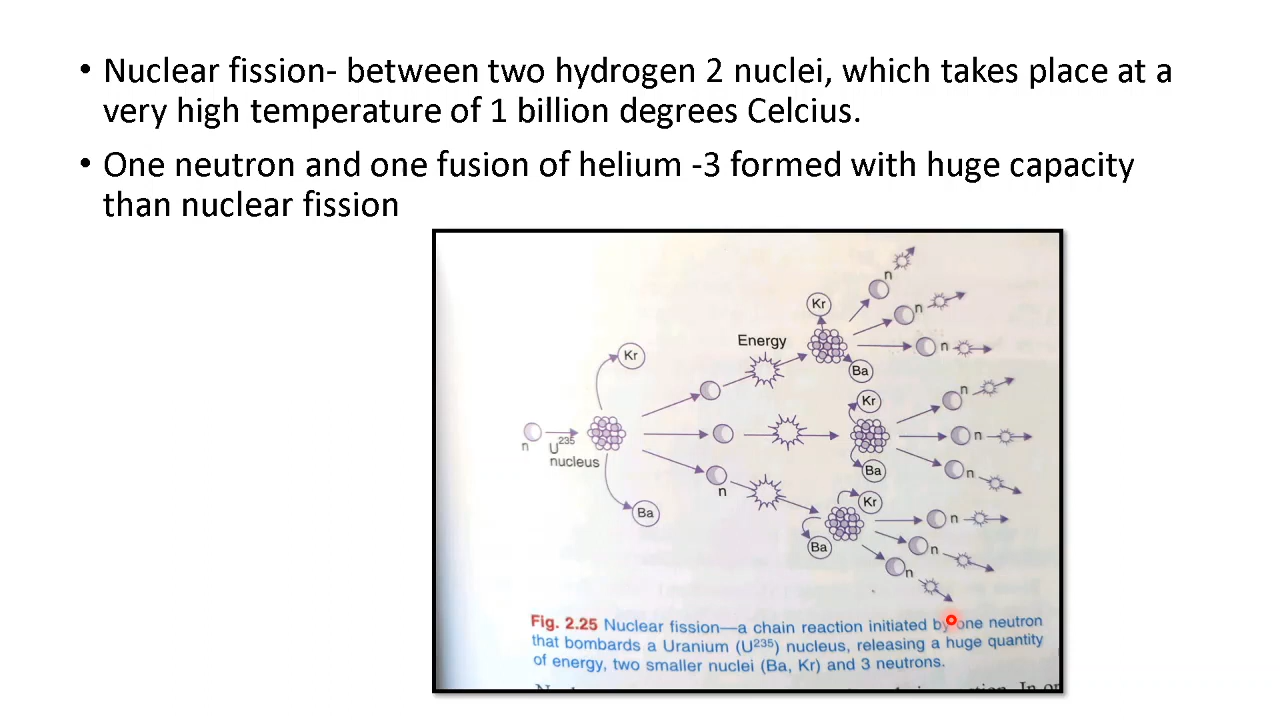 • Nuclear fission- between two hydrogen 2 nuclei, which takes place at a
very high temperature of 1 billion degrees Celcius.
• One neutron and one fusion of helium -3 formed with huge capacity
than nuclear fission
n
Kr
n
Energy
n
Kr
n
Ba
Kr
n
n
U²³⁵
nucleus
n
Ba
n
n
Kr
Ba
n
Ba
n
n
Fig. 2.25 Nuclear fission—a chain reaction initiated by one neutron
that bombards a Uranium (U²³⁵) nucleus, releasing a huge quantity
of energy, two smaller nuclei (Ba, Kr) and 3 neutrons.